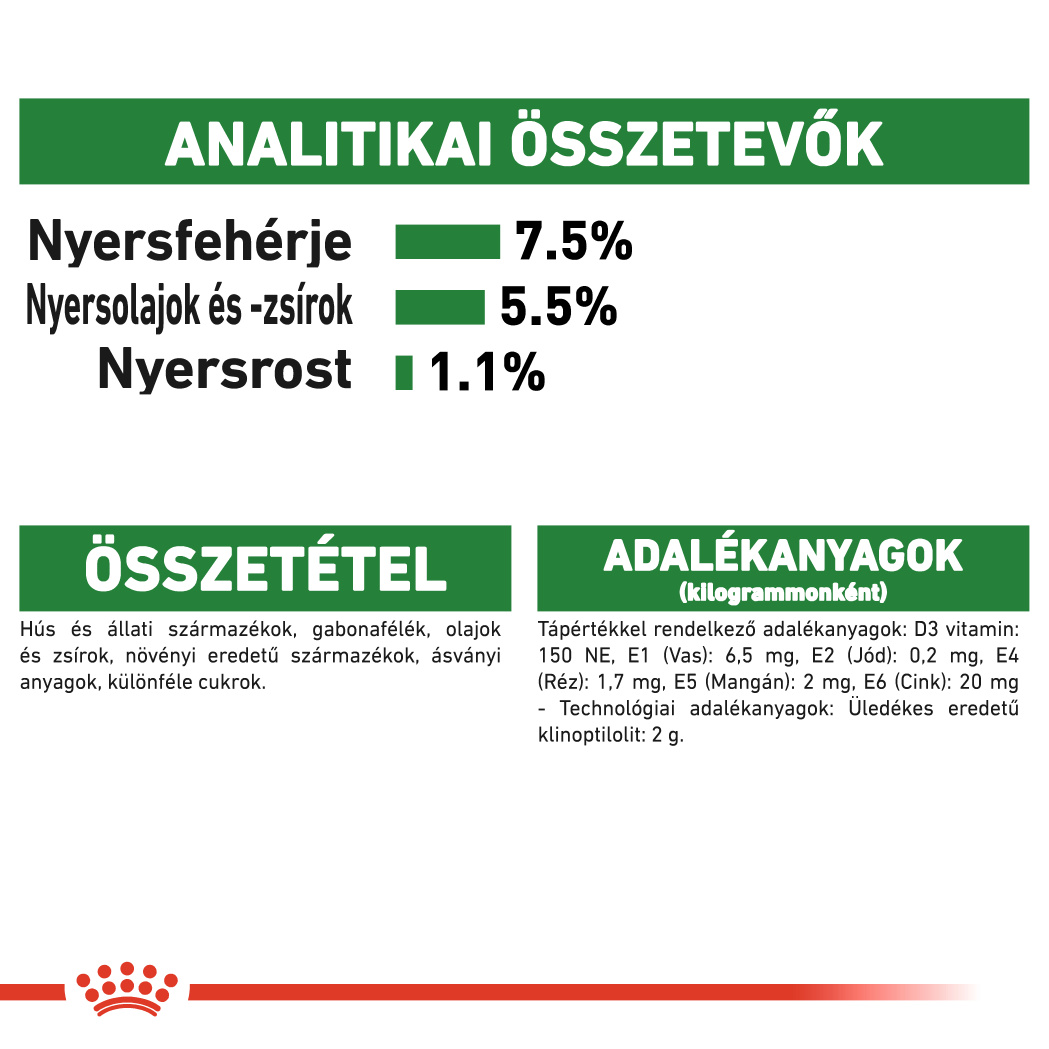 ANALITIKAI ÖSSZETEVŐK
Nyersfehérje 7.5%
Nyersolajok és -zsírok 5.5%
Nyersrost 1.1%
ÖSSZETÉTEL
Hús és állati származékok, gabonafélék, olajok
és zsírok, növényi eredetű származékok, ásványi
anyagok, különféle cukrok.
ADALÉKANYAGOK
(kilogrammonként)
Tápértékkel rendelkező adalékanyagok: D3 vitamin:
150 NE, E1 (Vas): 6,5 mg, E2 (Jód): 0,2 mg, E4
(Réz): 1,7 mg, E5 (Mangán): 2 mg, E6 (Cink): 20 mg
- Technológiai adalékanyagok: Üledékes eredetű
klinoptilolit: 2 g.